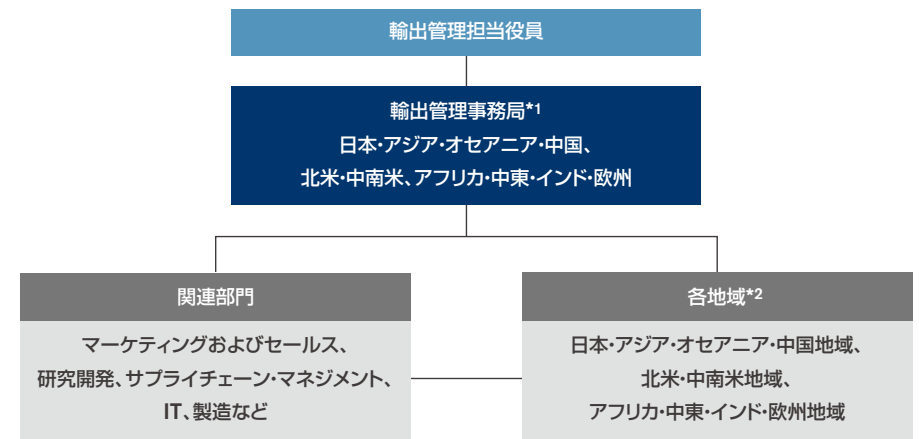 輸出管理担当役員
輸出管理事務局*1
日本・アジア・オセアニア・中国、
北米・中南米、アフリカ・中東・インド・欧州
関連部門
マーケティングおよびセールス、
研究開発、サプライチェーン・マネジメント、
IT、製造など
各地域*2
日本・アジア・オセアニア・中国地域、
北米・中南米地域、
アフリカ・中東・インド・欧州地域